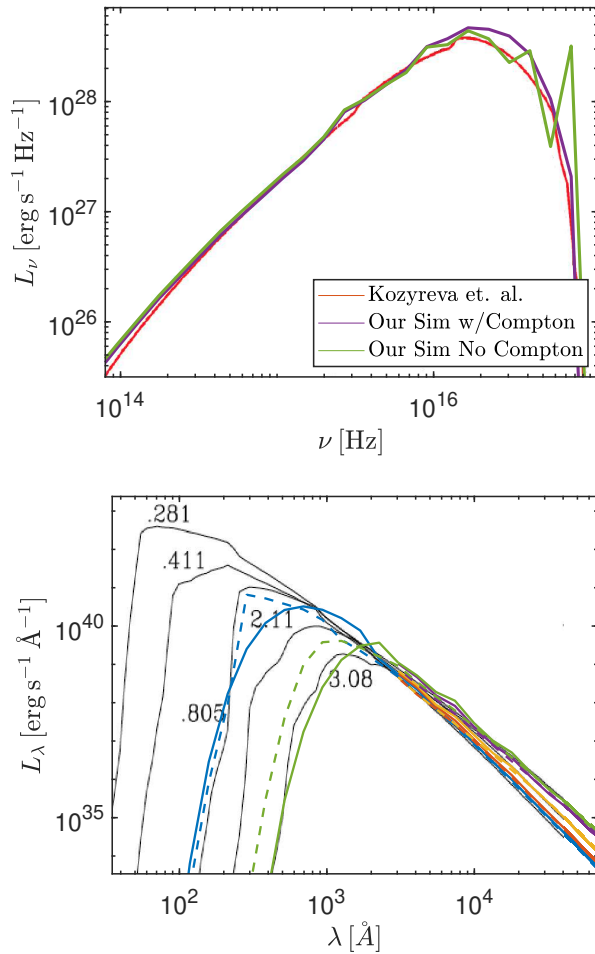 10^28
10^27
10^26
L_ν [erg s^−1 Hz^−1]
Kozyreva et. al.
Our Sim w/Compton
Our Sim No Compton
10^14
10^16
ν [Hz]
.281
.411
2.11
3.08
.805
10^40
10^35
L_λ [erg s^−1 Å^−1]
10^2
10^3
10^4
λ [Å]